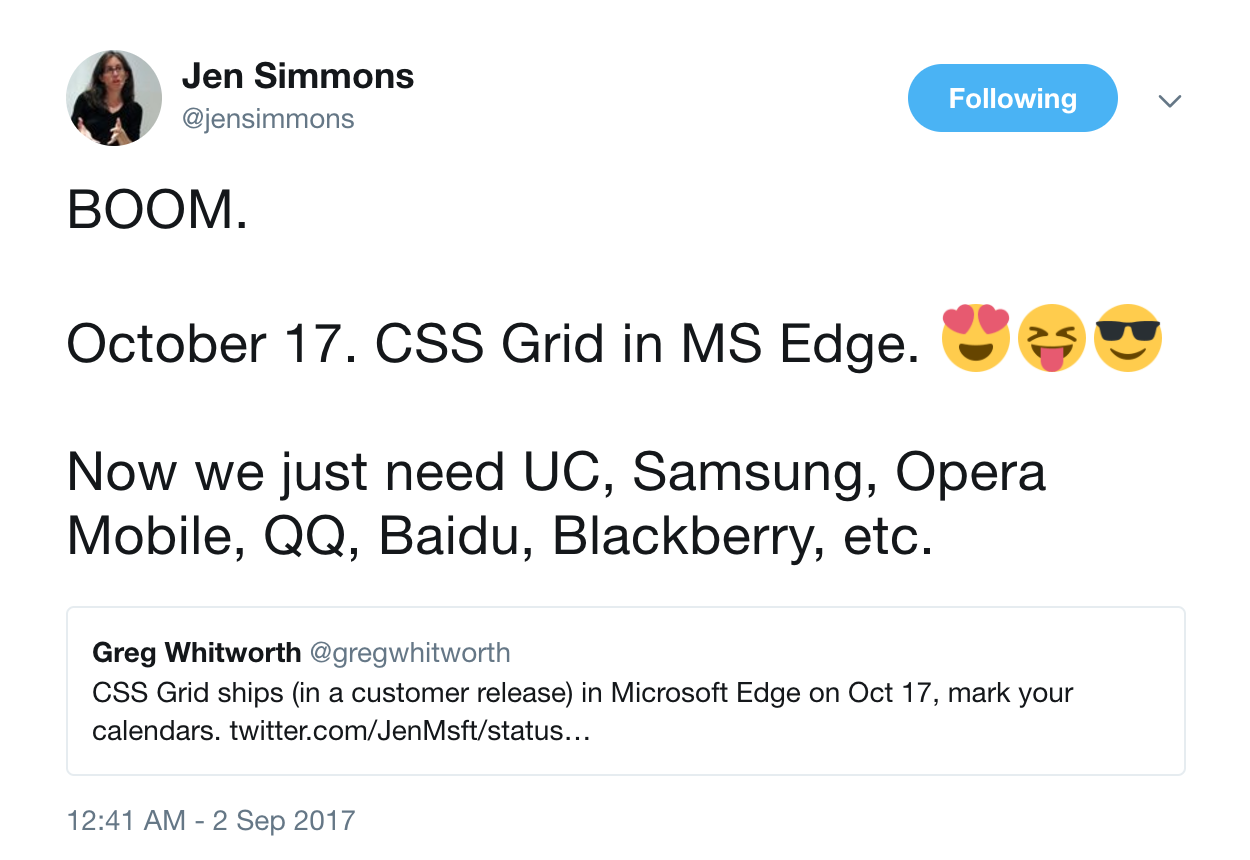 Jen Simmons
@jensimmons
Following
BOOM.
October 17. CSS Grid in MS Edge. 😍😝😎
Now we just need UC, Samsung, Opera
Mobile, QQ, Baidu, Blackberry, etc.
Greg Whitworth @gregwhitworth
CSS Grid ships (in a customer release) in Microsoft Edge on Oct 17, mark your
calendars. twitter.com/JenMsft/status…
12:41 AM - 2 Sep 2017